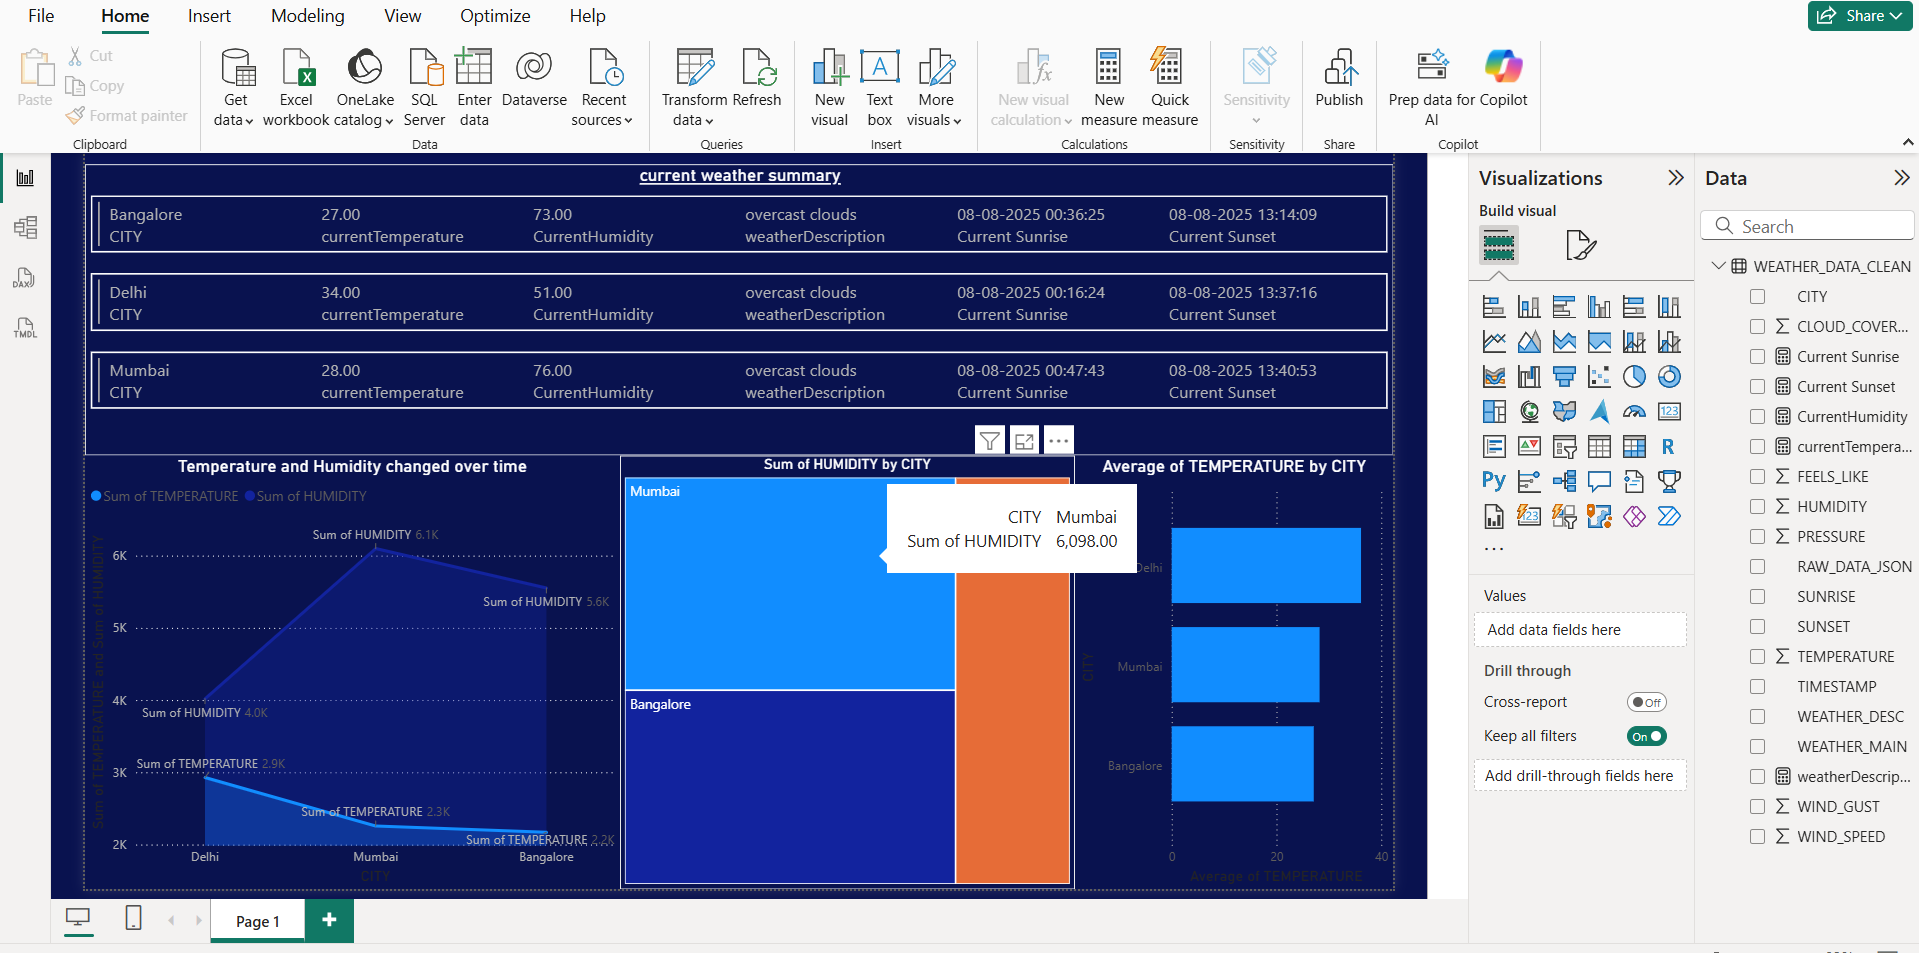 File Home Insert Modeling View Optimize Help Share
Paste
Cut
Copy
Format painter
Clipboard
Get data
Excel workbook
OneLake catalog
SQL Server
Enter data
Dataverse
Recent sources
Data
Transform data
Refresh
Queries
New visual
Text box
More visuals
Insert
New visual calculation
New measure
Quick measure
Calculations
Sensitivity
Sensitivity
Publish
Share
Prep data for AI
Copilot
Copilot
DAX
TMDL
current weather summary
Bangalore 27.00 73.00 overcast clouds 08-08-2025 00:36:25 08-08-2025 13:14:09
CITY currentTemperature CurrentHumidity weatherDescription Current Sunrise Current Sunset
Delhi 34.00 51.00 overcast clouds 08-08-2025 00:16:24 08-08-2025 13:37:16
CITY currentTemperature CurrentHumidity weatherDescription Current Sunrise Current Sunset
Mumbai 28.00 76.00 overcast clouds 08-08-2025 00:47:43 08-08-2025 13:40:53
CITY currentTemperature CurrentHumidity weatherDescription Current Sunrise Current Sunset
Temperature and Humidity changed over time
Sum of TEMPERATURE Sum of HUMIDITY
Sum of TEMPERATURE and Sum of HUMIDITY
6K
5K
4K
3K
2K
Sum of HUMIDITY 6.1K
Sum of HUMIDITY 5.6K
Sum of HUMIDITY 4.0K
Sum of TEMPERATURE 2.9K
Sum of TEMPERATURE 2.3K
Sum of TEMPERATURE 2.2K
Delhi Mumbai Bangalore
CITY
Sum of HUMIDITY by CITY
Mumbai
Bangalore
CITY Mumbai
Sum of HUMIDITY 6,098.00
Average of TEMPERATURE by CITY
CITY
Delhi
Mumbai
Bangalore
0 20 40
Average of TEMPERATURE
Page 1
Visualizations
Build visual
123
R
Py
123
...
Values
Add data fields here
Drill through
Cross-report Off
Keep all filters On
Add drill-through fields here
Data
Search
WEATHER_DATA_CLEAN
CITY
CLOUD_COVER...
Current Sunrise
Current Sunset
CurrentHumidity
currentTempera...
FEELS_LIKE
HUMIDITY
PRESSURE
RAW_DATA_JSON
SUNRISE
SUNSET
TEMPERATURE
TIMESTAMP
WEATHER_DESC
WEATHER_MAIN
weatherDescrip...
WIND_GUST
WIND_SPEED